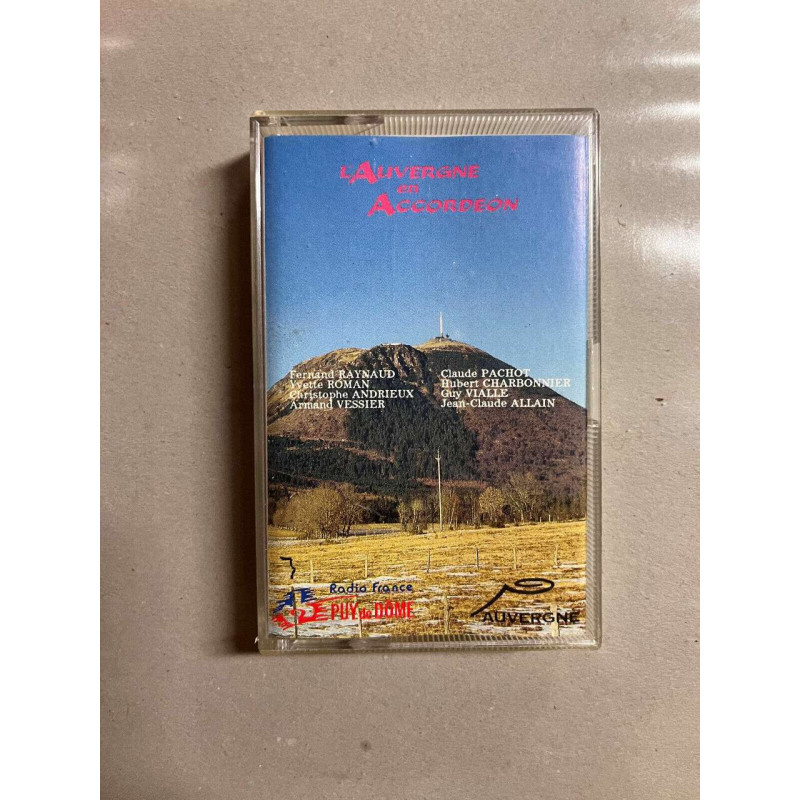 L'AUVERGNE
en
ACCORDEON
Fernand RAYNAUD
Yvette ROMAN
Christophe ANDRIEUX
Armand VESSIER
Claude PACHOT
Hubert CHARBONNIER
Guy VIALLE
Jean-Claude ALLAIN
Radio France
PUY de DÔME
AUVERGNE